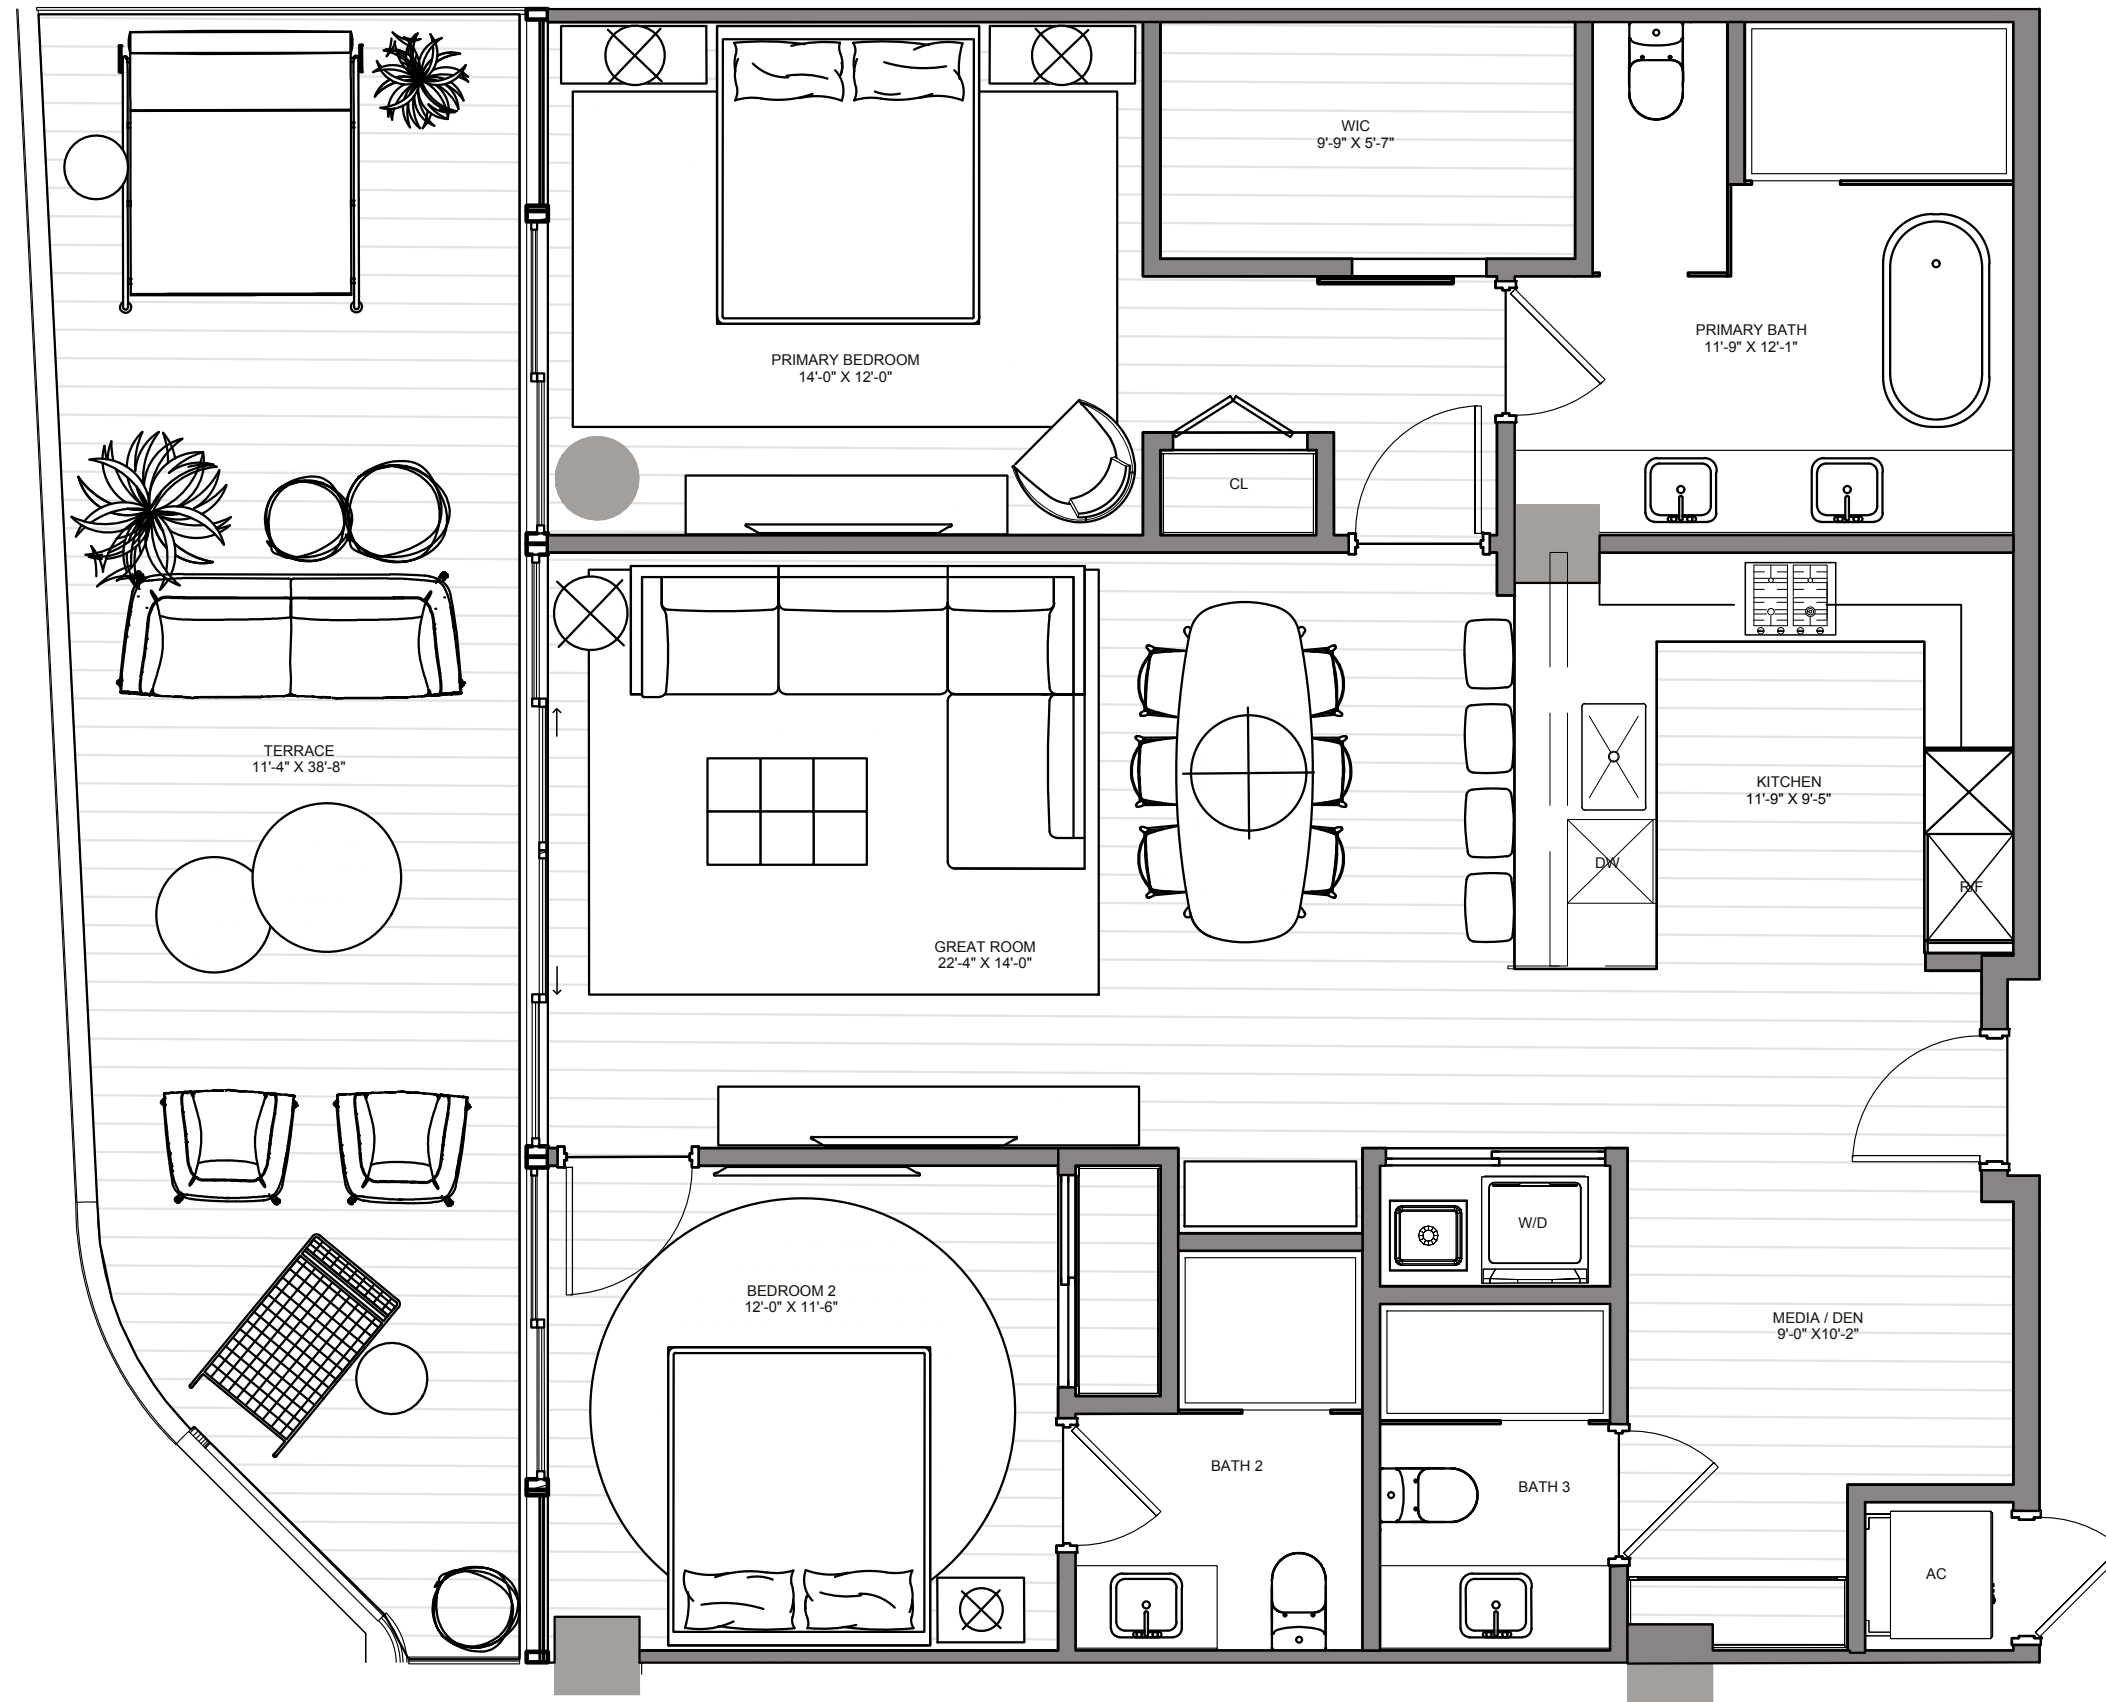 WIC
9'-9" X 5'-7"
PRIMARY BATH
11'-9" X 12'-1"
PRIMARY BEDROOM
14'-0" X 12'-0"
CL
TERRACE
11'-4" X 38'-8"
KITCHEN
11'-9" X 9'-5"
DW
R/F
GREAT ROOM
22'-4" X 14'-0"
W/D
BEDROOM 2
12'-0" X 11'-6"
MEDIA / DEN
9'-0" X10'-2"
BATH 2
BATH 3
AC